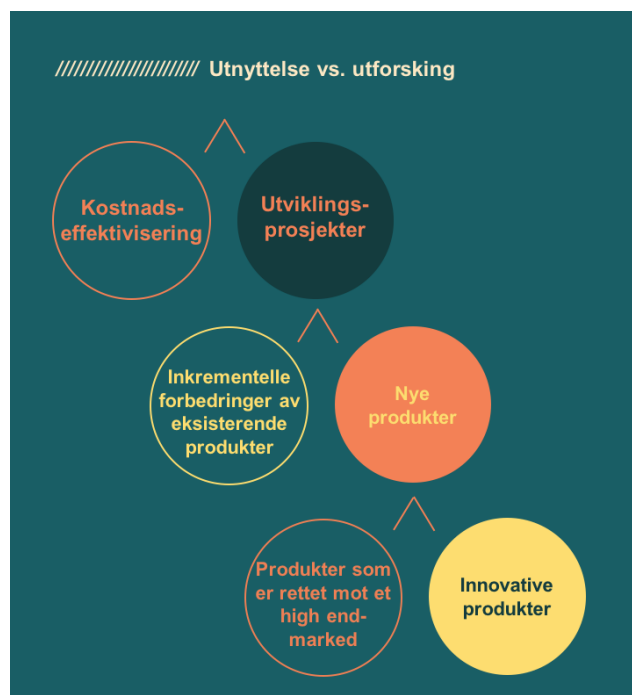 //////////////////////// Utnyttelse vs. utforsking
Kostnads-
effektivisering
Utviklings-
prosjekter
Inkrementelle
forbedringer av
eksisterende
produkter
Nye
produkter
Produkter som
er rettet mot et
high end-
marked
Innovative
produkter